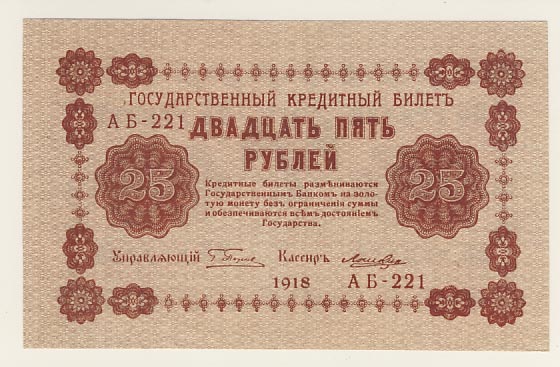 ГОСУДАРСТВЕННЫЙ КРЕДИТНЫЙ БИЛЕТЪ
АБ-221 ДВАДЦАТЬ ПЯТЬ
РУБЛЕЙ
25
Кредитные билеты размѣниваются
Государственнымъ Банкомъ на золо-
тую монету безъ ограниченія суммы
и обезпечиваются всѣмъ достояніемъ
Государства.
25
Управляющій Кассиръ
1918 АБ-221